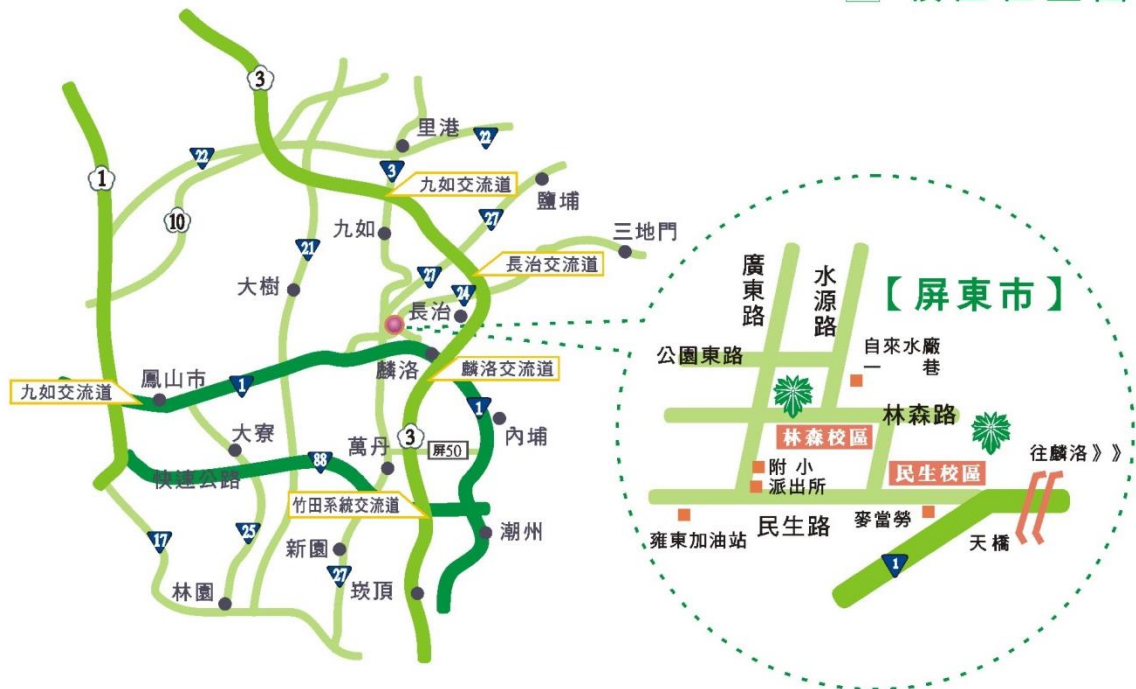 3
里港
22
22
3
1
九如交流道
鹽埔
10
九如
27
三地門
21
長治交流道
大樹
27
24
長治
麟洛
九如交流道
鳳山市
1
麟洛交流道
1
大寮
萬丹
3
屏50
內埔
88
快速公路
竹田系統交流道
潮州
25
17
新園
27
崁頂
林園
【屏東市】
廣東路
水源路
公園東路
自來水廠
一巷
林森路
林森校區
往麟洛》》
附小
派出所
民生校區
民生路
麥當勞
雍東加油站
天橋
1